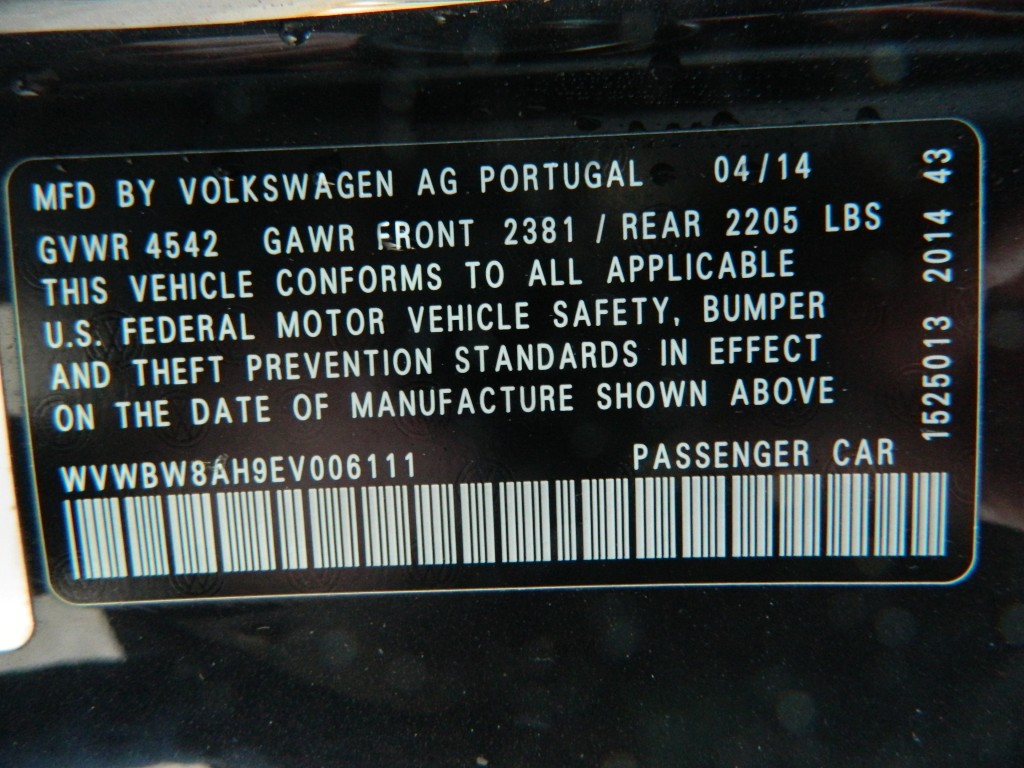 MFD BY VOLKSWAGEN AG PORTUGAL 04/14
GVWR 4542 GAWR FRONT 2381 / REAR 2205 LBS
THIS VEHICLE CONFORMS TO ALL APPLICABLE
U.S. FEDERAL MOTOR VEHICLE SAFETY, BUMPER
AND THEFT PREVENTION STANDARDS IN EFFECT
ON THE DATE OF MANUFACTURE SHOWN ABOVE
WVWBW8AH9EV006111 PASSENGER CAR
1525013 2014 43